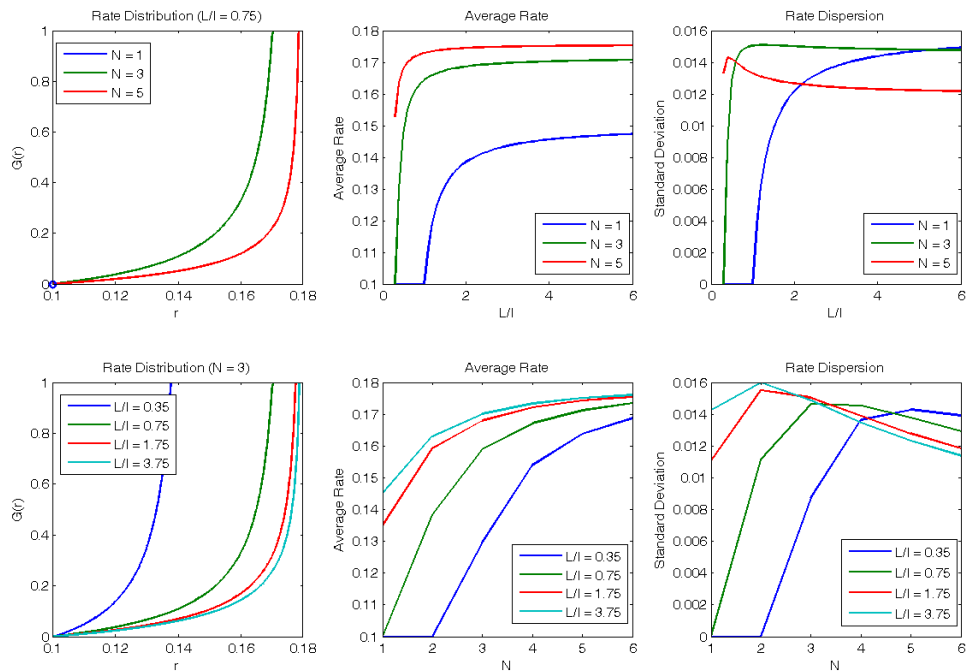 Rate Distribution (L/I = 0.75)
1
0.8
0.6
0.4
0.2
0
G(r)
N = 1
N = 3
N = 5
0.1
0.12
0.14
0.16
0.18
r
Average Rate
0.18
0.17
0.16
0.15
0.14
0.13
0.12
0.11
0.1
Average Rate
N = 1
N = 3
N = 5
0
2
4
6
L/I
Rate Dispersion
0.016
0.014
0.012
0.01
0.008
0.006
0.004
0.002
0
Standard Deviation
N = 1
N = 3
N = 5
0
2
4
6
L/I
Rate Distribution (N = 3)
1
0.8
0.6
0.4
0.2
0
G(r)
L/I = 0.35
L/I = 0.75
L/I = 1.75
L/I = 3.75
0.1
0.12
0.14
0.16
0.18
r
Average Rate
0.18
0.17
0.16
0.15
0.14
0.13
0.12
0.11
0.1
Average Rate
L/I = 0.35
L/I = 0.75
L/I = 1.75
L/I = 3.75
1
2
3
4
5
6
N
Rate Dispersion
0.016
0.014
0.012
0.01
0.008
0.006
0.004
0.002
0
Standard Deviation
L/I = 0.35
L/I = 0.75
L/I = 1.75
L/I = 3.75
1
2
3
4
5
6
N